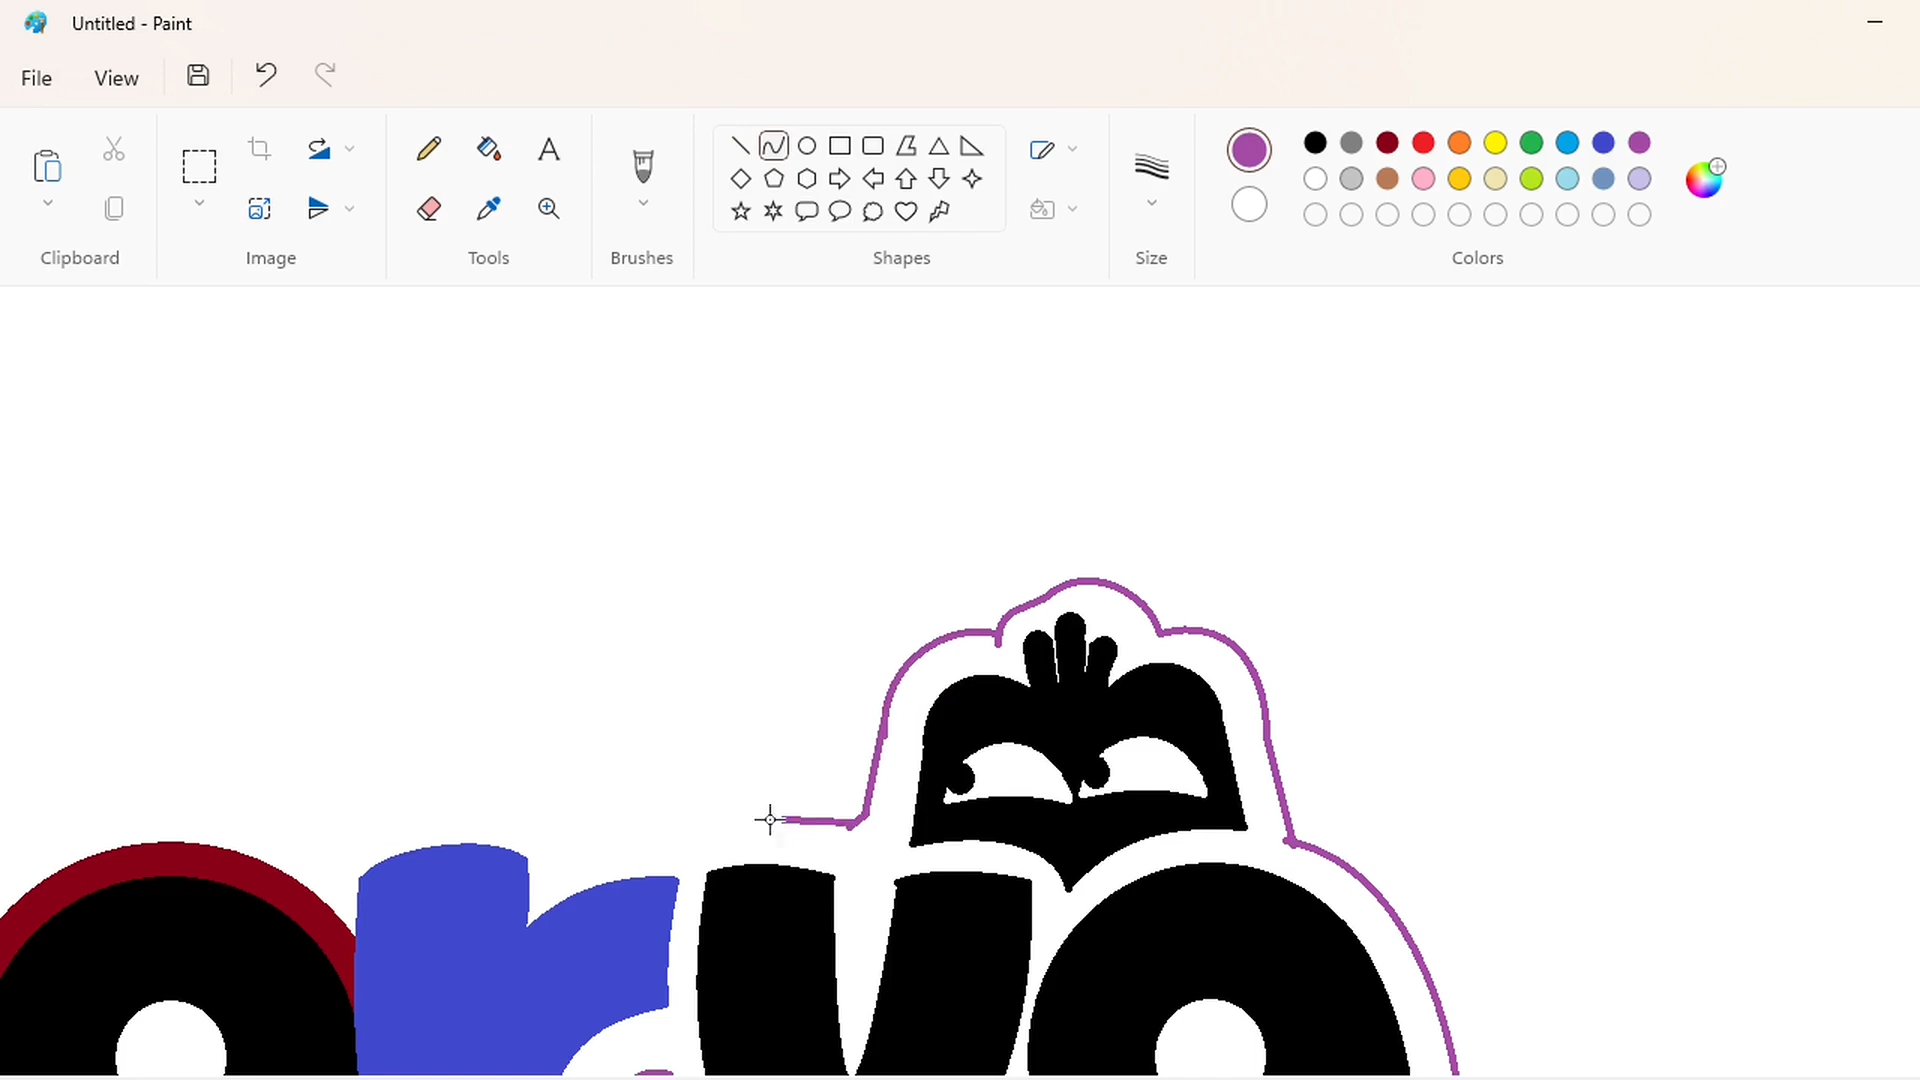 Untitled - Paint
File View
Clipboard Image Tools Brushes Shapes Size Colors